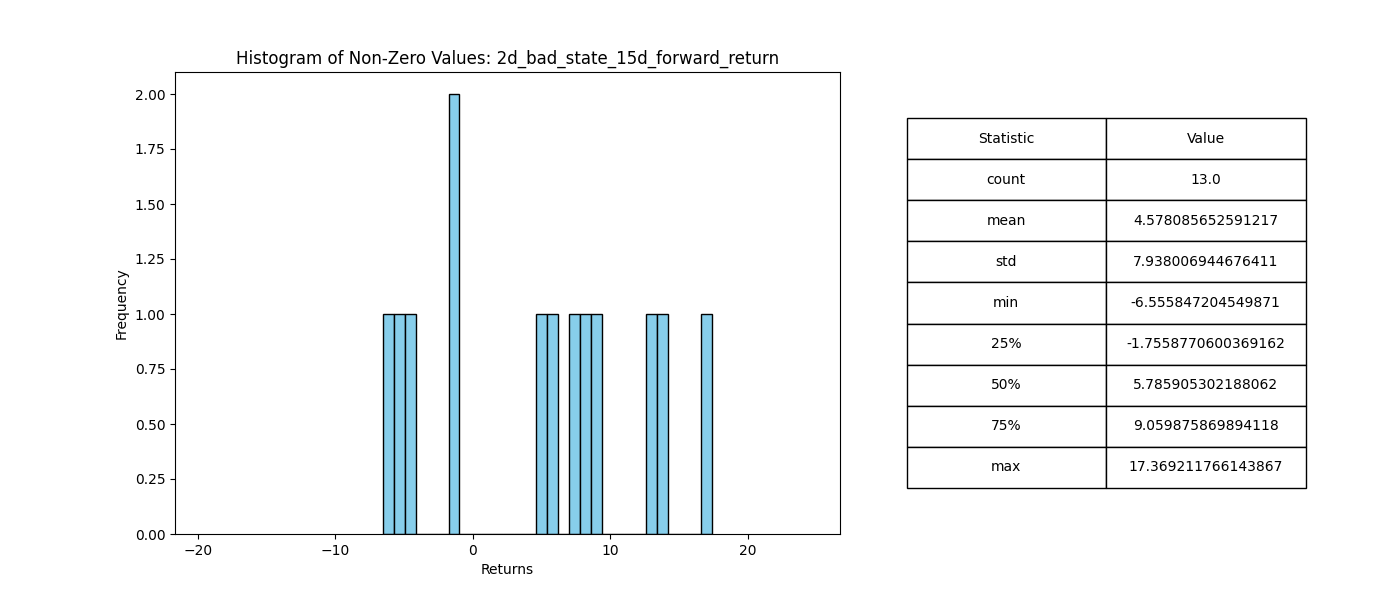 Histogram of Non-Zero Values: 2d_bad_state_15d_forward_return
2.00
1.75
1.50
1.25
1.00
0.75
0.50
0.25
0.00
Frequency
−20 −10 0 10 20
Returns
Statistic Value
count 13.0
mean 4.578085652591217
std 7.938006944676411
min -6.555847204549871
25% -1.7558770600369162
50% 5.785905302188062
75% 9.059875869894118
max 17.369211766143867